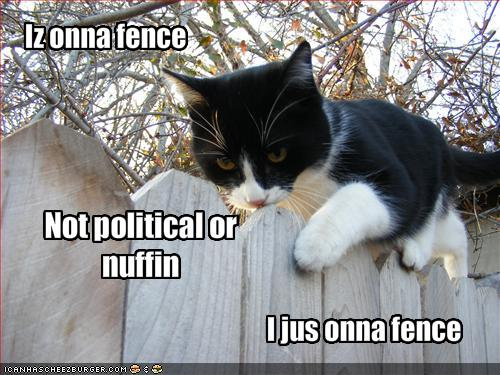 Iz onna fence
Not political or
nuffin
I jus onna fence
ICANHASCHEEZBURGER.COM